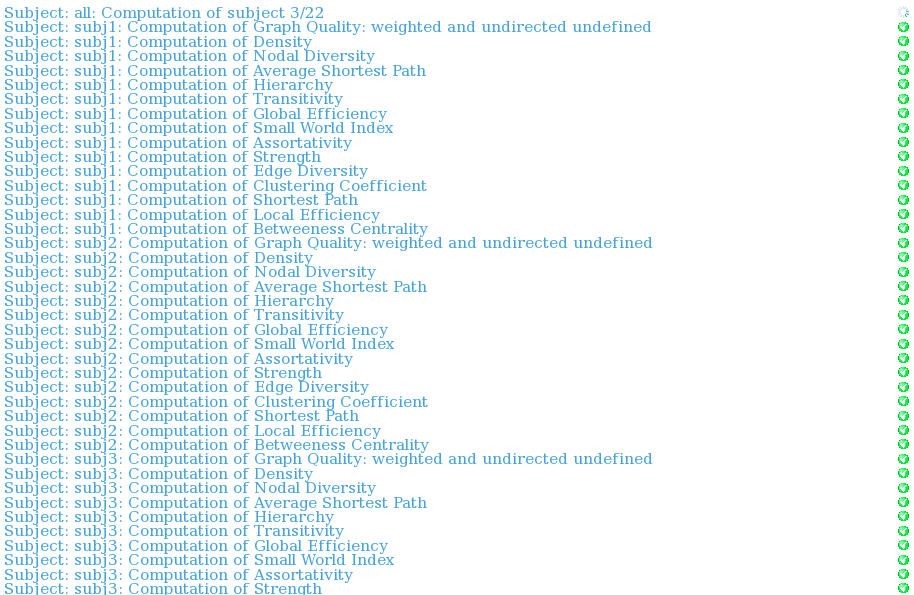 Subject: all: Computation of subject 3/22
Subject: subj1: Computation of Graph Quality: weighted and undirected undefined
Subject: subj1: Computation of Density
Subject: subj1: Computation of Nodal Diversity
Subject: subj1: Computation of Average Shortest Path
Subject: subj1: Computation of Hierarchy
Subject: subj1: Computation of Transitivity
Subject: subj1: Computation of Global Efficiency
Subject: subj1: Computation of Small World Index
Subject: subj1: Computation of Assortativity
Subject: subj1: Computation of Strength
Subject: subj1: Computation of Edge Diversity
Subject: subj1: Computation of Clustering Coefficient
Subject: subj1: Computation of Shortest Path
Subject: subj1: Computation of Local Efficiency
Subject: subj1: Computation of Betweeness Centrality
Subject: subj2: Computation of Graph Quality: weighted and undirected undefined
Subject: subj2: Computation of Density
Subject: subj2: Computation of Nodal Diversity
Subject: subj2: Computation of Average Shortest Path
Subject: subj2: Computation of Hierarchy
Subject: subj2: Computation of Transitivity
Subject: subj2: Computation of Global Efficiency
Subject: subj2: Computation of Small World Index
Subject: subj2: Computation of Assortativity
Subject: subj2: Computation of Strength
Subject: subj2: Computation of Edge Diversity
Subject: subj2: Computation of Clustering Coefficient
Subject: subj2: Computation of Shortest Path
Subject: subj2: Computation of Local Efficiency
Subject: subj2: Computation of Betweeness Centrality
Subject: subj3: Computation of Graph Quality: weighted and undirected undefined
Subject: subj3: Computation of Density
Subject: subj3: Computation of Nodal Diversity
Subject: subj3: Computation of Average Shortest Path
Subject: subj3: Computation of Hierarchy
Subject: subj3: Computation of Transitivity
Subject: subj3: Computation of Global Efficiency
Subject: subj3: Computation of Small World Index
Subject: subj3: Computation of Assortativity
Subject: subj3: Computation of Strength